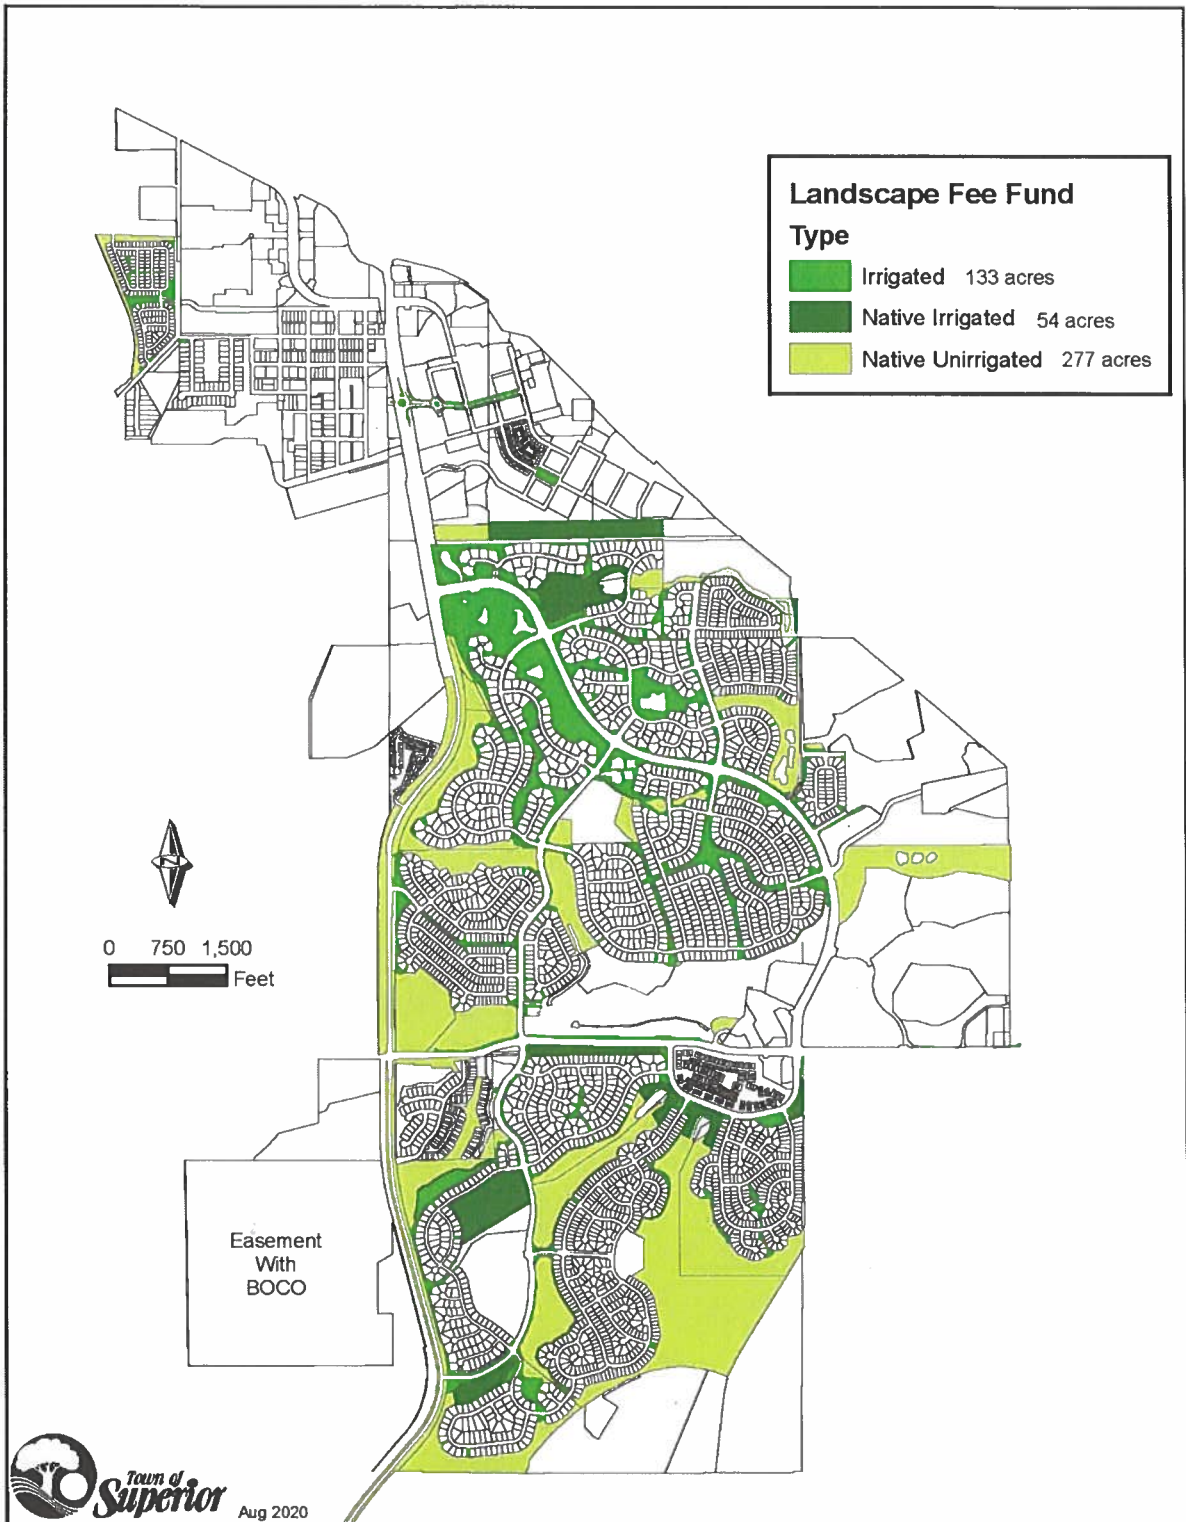 Landscape Fee Fund
Type
Irrigated 133 acres
Native Irrigated 54 acres
Native Unirrigated 277 acres
N
0 750 1,500
Feet
Easement
With
BOCO
Town of
Superior
Aug 2020